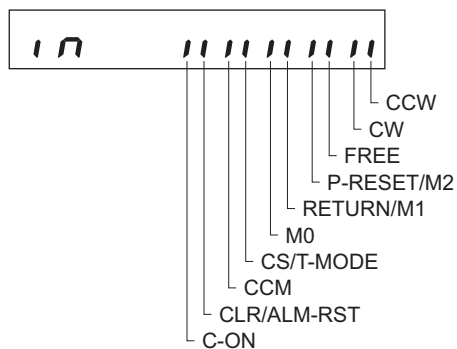 in
CCW
CW
FREE
P-RESET/M2
RETURN/M1
M0
CS/T-MODE
CCM
CLR/ALM-RST
C-ON